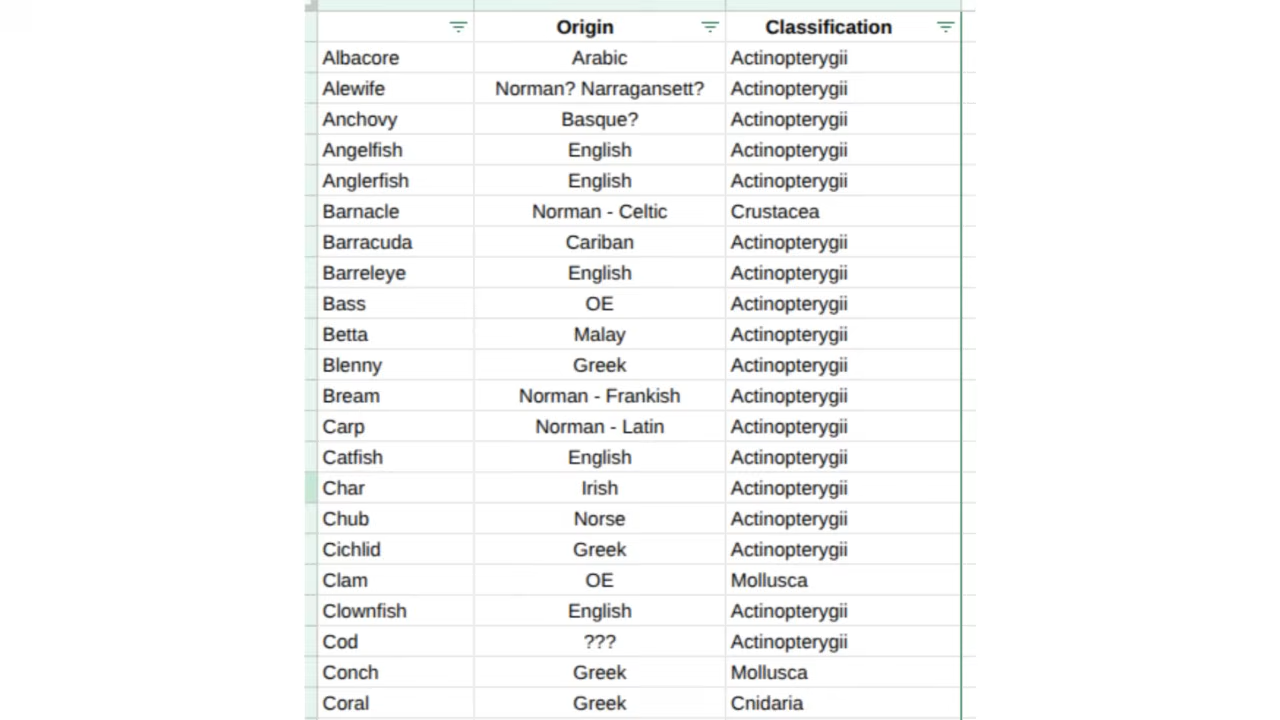 Origin Classification
Albacore Arabic Actinopterygii
Alewife Norman? Narragansett? Actinopterygii
Anchovy Basque? Actinopterygii
Angelfish English Actinopterygii
Anglerfish English Actinopterygii
Barnacle Norman - Celtic Crustacea
Barracuda Cariban Actinopterygii
Barreleye English Actinopterygii
Bass OE Actinopterygii
Betta Malay Actinopterygii
Blenny Greek Actinopterygii
Bream Norman - Frankish Actinopterygii
Carp Norman - Latin Actinopterygii
Catfish English Actinopterygii
Char Irish Actinopterygii
Chub Norse Actinopterygii
Cichlid Greek Actinopterygii
Clam OE Mollusca
Clownfish English Actinopterygii
Cod ??? Actinopterygii
Conch Greek Mollusca
Coral Greek Cnidaria